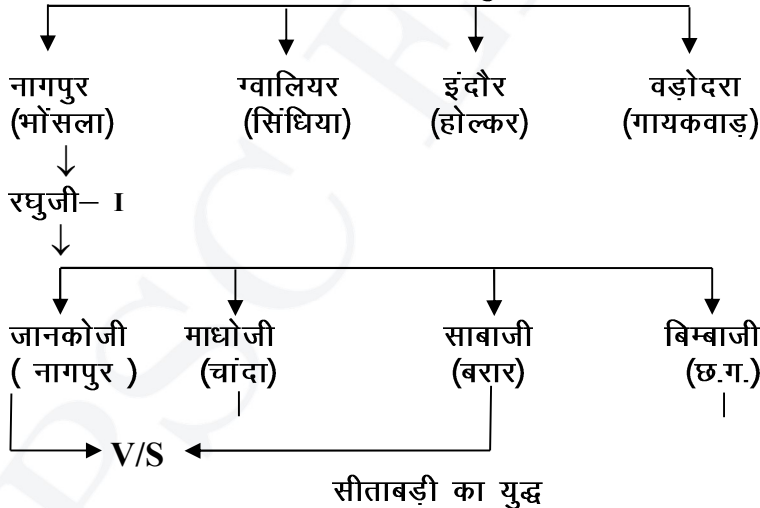 नागपुर ग्वालियर इंदौर वड़ोदरा
(भोंसला) (सिंधिया) (होल्कर) (गायकवाड़)
रघुजी– I
जानकोजी माधोजी साबाजी बिम्बाजी
( नागपुर ) (चांदा) (बरार) (छ.ग.)
V/S
सीताबड़ी का युद्ध